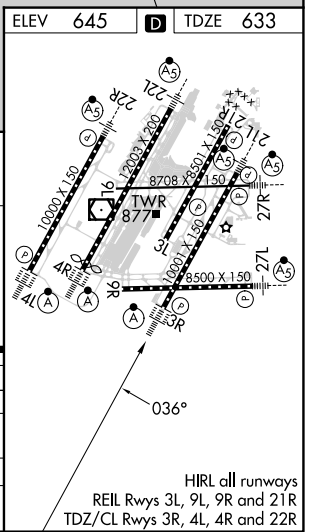 ELEV 645 D TDZE 633
A5
22R
22L
A5
A5
P
21R
21L
A5
10000 X 150
12003 X 200
8501 X 150
P
A5
9L
8708 X 150
P
27R
TWR
877
P
3L
10001 X 150
P
4R
9R
8500 X 150
27L
A5
4L
A
A
A
P
3R
036°
HIRL all runways
REIL Rwys 3L, 9L, 9R and 21R
TDZ/CL Rwys 3R, 4L, 4R and 22R